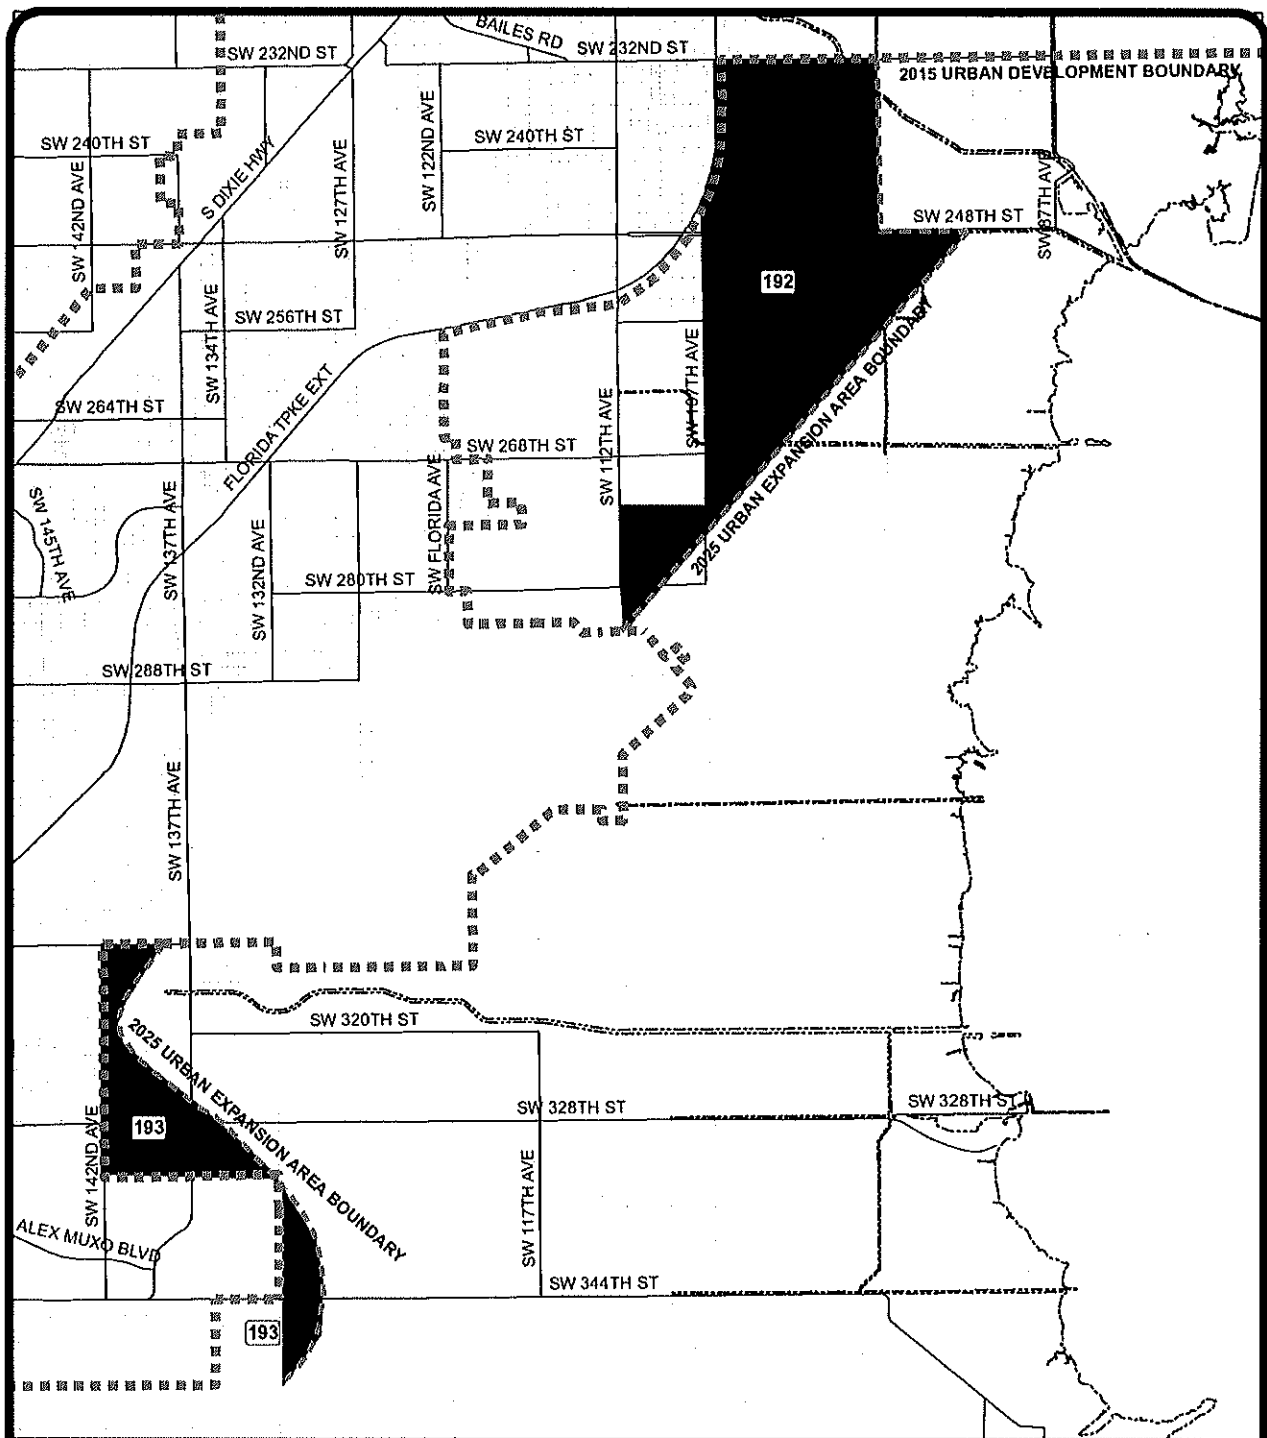 BAILES RD
SW 232ND ST
SW 232ND ST
2015 URBAN DEVELOPMENT BOUNDARY
SW 240TH ST
SW 240TH ST
SW 142ND AVE
S DIXIE HWY
SW 127TH AVE
SW 122ND AVE
SW 87TH AVE
SW 248TH ST
192
SW 134TH AVE
SW 256TH ST
SW 107TH AVE
2025 URBAN EXPANSION AREA BOUNDARY
SW 264TH ST
FLORIDA TPKE EXT
SW 112TH AVE
SW 268TH ST
SW 145TH AVE
SW 137TH AVE
SW 132ND AVE
SW FLORIDA AVE
SW 280TH ST
SW 288TH ST
SW 137TH AVE
SW 320TH ST
2025 URBAN EXPANSION AREA BOUNDARY
SW 328TH ST
SW 328TH ST
193
SW 142ND AVE
SW 117TH AVE
ALEX MUXO BLVD
SW 344TH ST
193